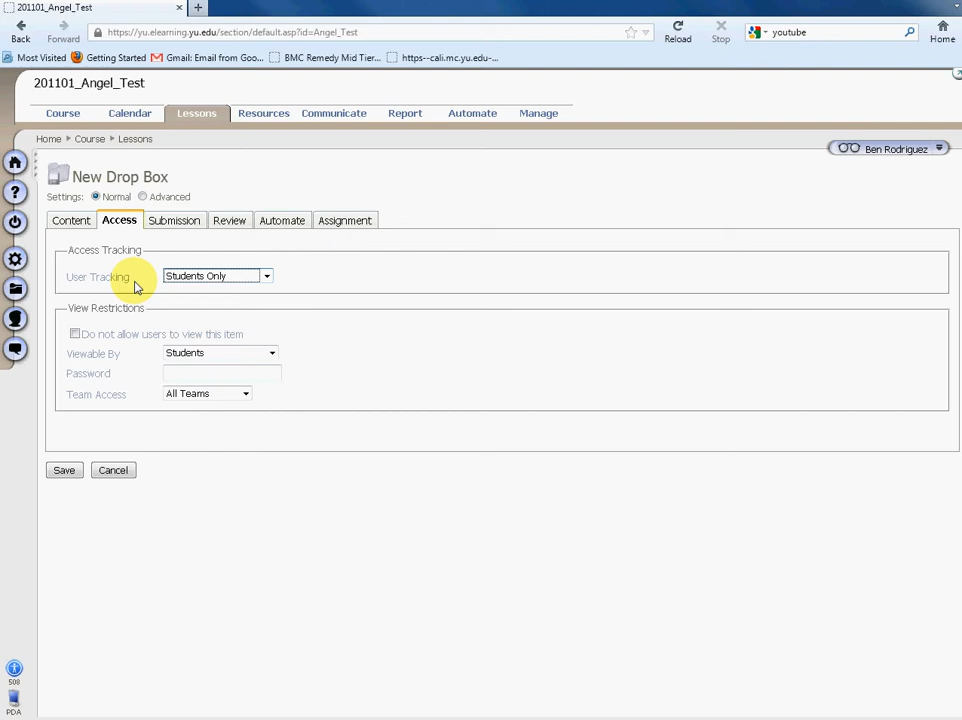 201101_Angel_Test
Back
Forward
https://yu.elearning.yu.edu/section/default.asp?id=Angel_Test
Reload
Stop
youtube
Home
Most Visited
Getting Started
Gmail: Email from Goo...
BMC Remedy Mid Tier...
https--cali.mc.yu.edu-...
201101_Angel_Test
Course
Calendar
Lessons
Resources
Communicate
Report
Automate
Manage
Home
Course
Lessons
Ben Rodriguez
New Drop Box
Settings: Normal Advanced
Content
Access
Submission
Review
Automate
Assignment
Access Tracking
User Tracking
Students Only
View Restrictions
Do not allow users to view this item
Viewable By
Students
Password
Team Access
All Teams
Save
Cancel
508
PDA